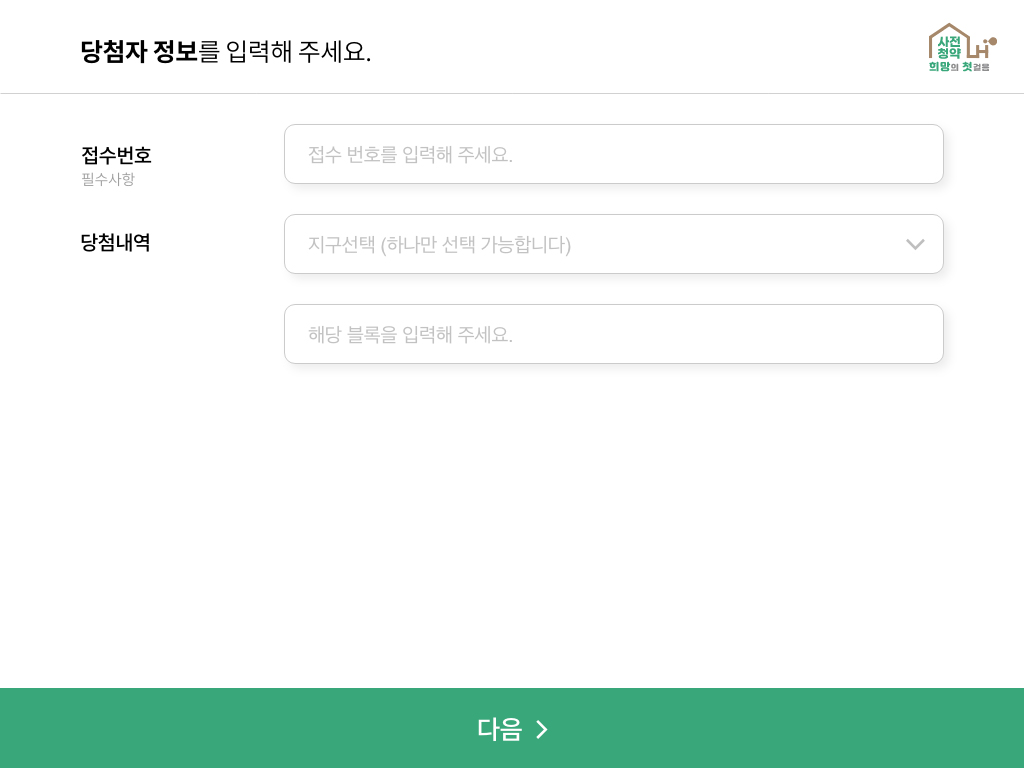 당첨자 정보를 입력해 주세요.
사전
청약
LH
희망의 첫걸음
접수번호
필수사항
접수 번호를 입력해 주세요.
당첨내역
지구선택 (하나만 선택 가능합니다)
해당 블록을 입력해 주세요.
다음